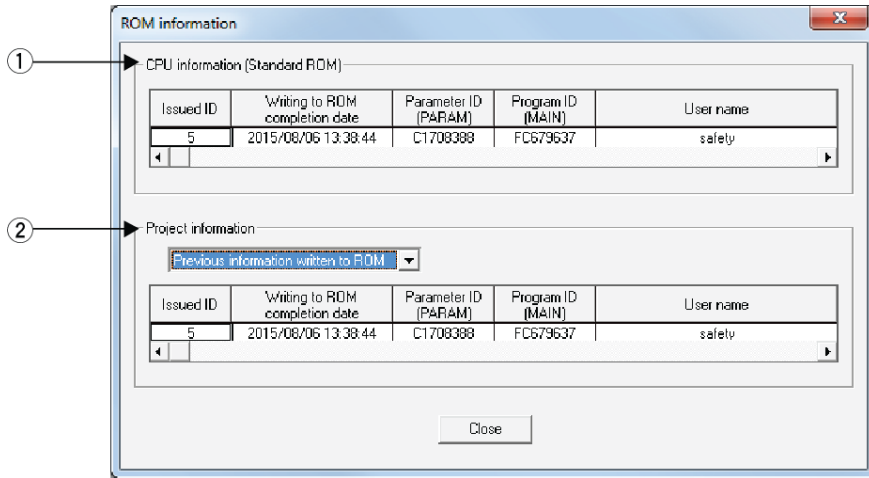 ROM information
x
1
CPU information (Standard ROM)
Issued ID Writing to ROM completion date Parameter ID (PARAM) Program ID (MAIN) User name
5 2015/08/06 13:38:44 C1708388 FC679637 safety
2
Project information
Previous information written to ROM
Issued ID Writing to ROM completion date Parameter ID (PARAM) Program ID (MAIN) User name
5 2015/08/06 13:38:44 C1708388 FC679637 safety
Close